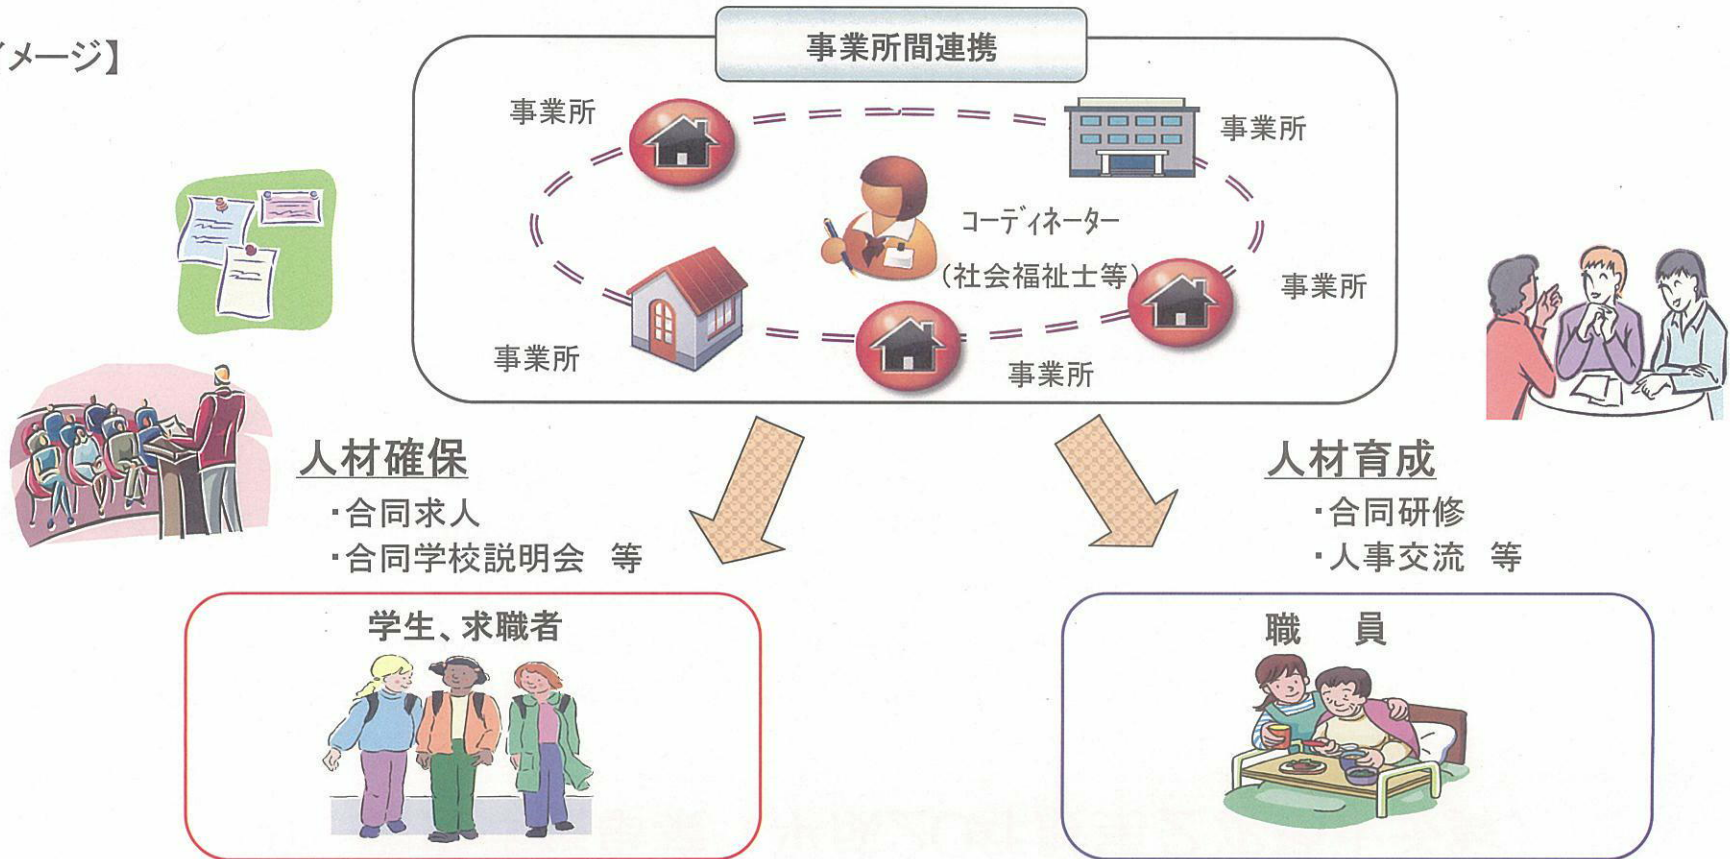 メージ】
事業所間連携
事業所
事業所
コーディネーター
(社会福祉士等)
事業所
事業所
事業所
人材確保
・合同求人
・合同学校説明会 等
人材育成
・合同研修
・人事交流 等
学生、求職者
職 員